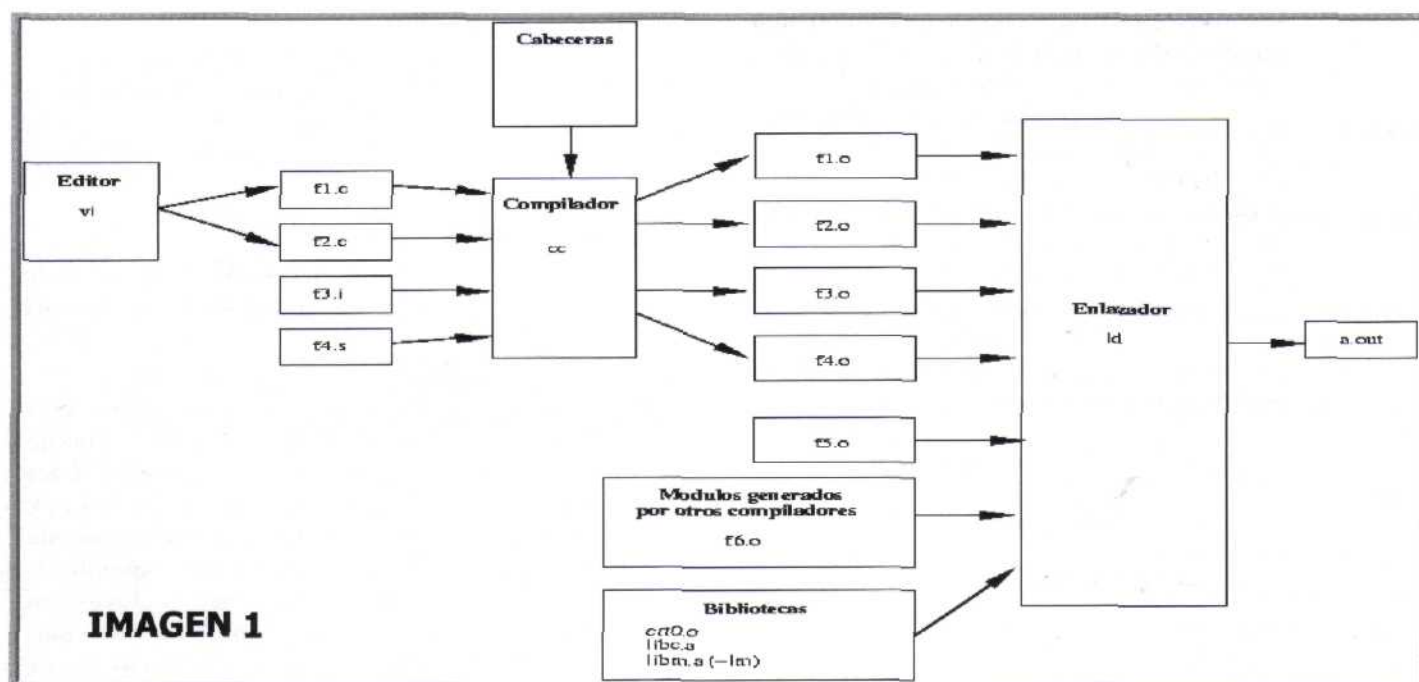 Cabeceras
Editor
vi
f1.c
f2.c
f3.i
f4.s
Compilador
cc
f1.o
f2.o
f3.o
f4.o
f5.o
Modulos generados
por otros compiladores
f6.o
Bibliotecas
crt0.o
libc.a
libm.a (-lm)
Enlazador
ld
a.out
IMAGEN 1